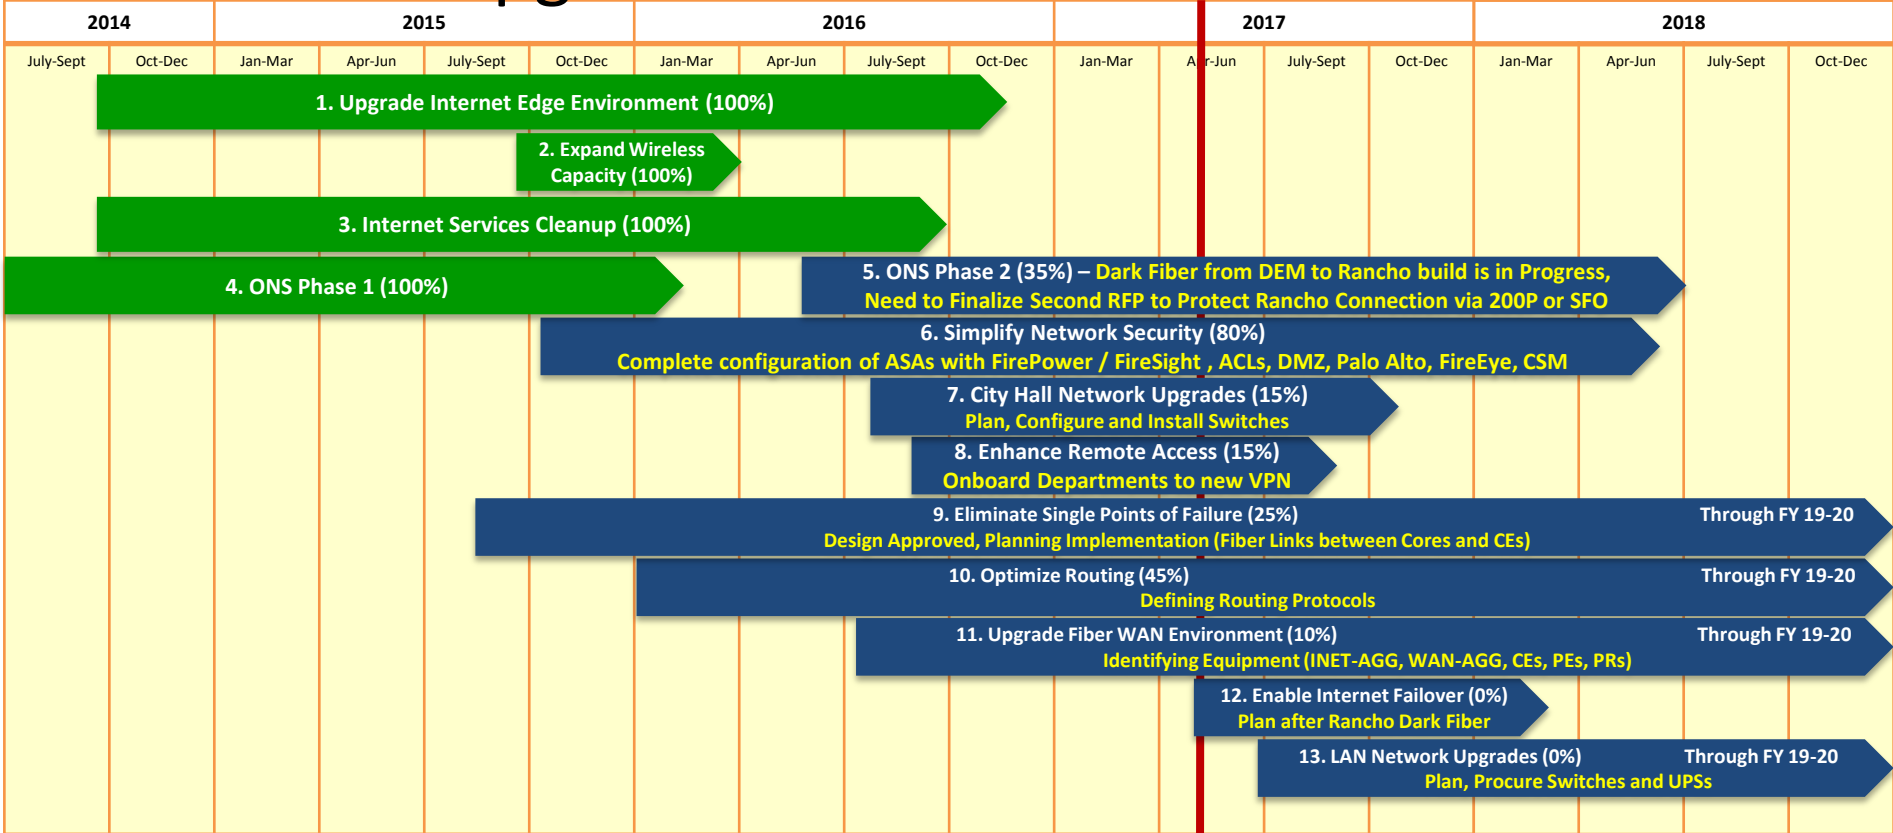 2014 2015 2016 2017 2018
July-Sept Oct-Dec Jan-Mar Apr-Jun July-Sept Oct-Dec Jan-Mar Apr-Jun July-Sept Oct-Dec Jan-Mar Apr-Jun July-Sept Oct-Dec Jan-Mar Apr-Jun July-Sept Oct-Dec
1. Upgrade Internet Edge Environment (100%)
2. Expand Wireless
Capacity (100%)
3. Internet Services Cleanup (100%)
4. ONS Phase 1 (100%)
5. ONS Phase 2 (35%) – Dark Fiber from DEM to Rancho build is in Progress,
Need to Finalize Second RFP to Protect Rancho Connection via 200P or SFO
6. Simplify Network Security (80%)
Complete configuration of ASAs with FirePower / FireSight , ACLs, DMZ, Palo Alto, FireEye, CSM
7. City Hall Network Upgrades (15%)
Plan, Configure and Install Switches
8. Enhance Remote Access (15%)
Onboard Departments to new VPN
9. Eliminate Single Points of Failure (25%) Through FY 19-20
Design Approved, Planning Implementation (Fiber Links between Cores and CEs)
10. Optimize Routing (45%) Through FY 19-20
Defining Routing Protocols
11. Upgrade Fiber WAN Environment (10%) Through FY 19-20
Identifying Equipment (INET-AGG, WAN-AGG, CEs, PEs, PRs)
12. Enable Internet Failover (0%)
Plan after Rancho Dark Fiber
13. LAN Network Upgrades (0%) Through FY 19-20
Plan, Procure Switches and UPSs